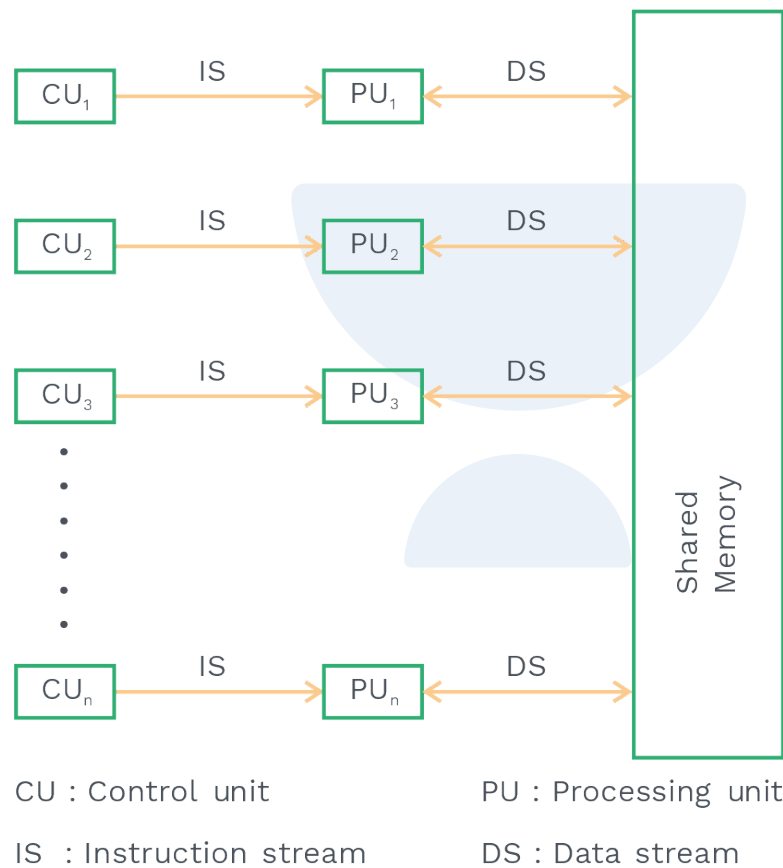 IS DS
CU₁ PU₁
IS DS
CU₂ PU₂
IS DS
CU₃ PU₃
Shared
Memory
IS DS
CUₙ PUₙ
CU : Control unit PU : Processing unit
IS : Instruction stream DS : Data stream